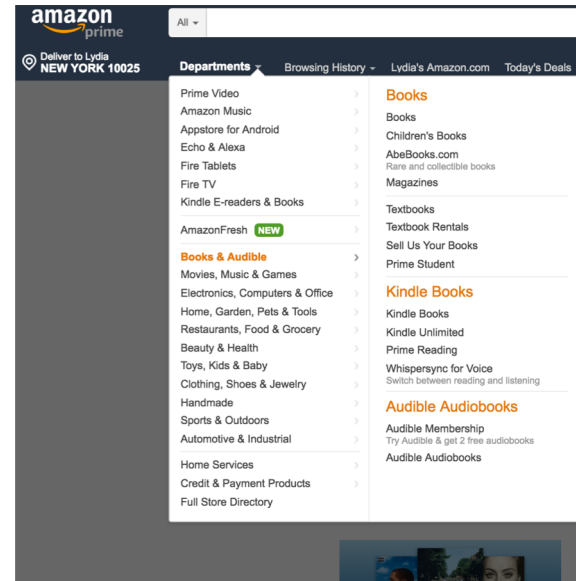 amazon
prime
All
Deliver to Lydia
NEW YORK 10025
Departments
Browsing History
Lydia's Amazon.com
Today's Deals
Prime Video
Amazon Music
Appstore for Android
Echo & Alexa
Fire Tablets
Fire TV
Kindle E-readers & Books
AmazonFresh NEW
Books & Audible
Movies, Music & Games
Electronics, Computers & Office
Home, Garden, Pets & Tools
Restaurants, Food & Grocery
Beauty & Health
Toys, Kids & Baby
Clothing, Shoes & Jewelry
Handmade
Sports & Outdoors
Automotive & Industrial
Home Services
Credit & Payment Products
Full Store Directory
Books
Books
Children's Books
AbeBooks.com
Rare and collectible books
Magazines
Textbooks
Textbook Rentals
Sell Us Your Books
Prime Student
Kindle Books
Kindle Books
Kindle Unlimited
Prime Reading
Whispersync for Voice
Switch between reading and listening
Audible Audiobooks
Audible Membership
Try Audible & get 2 free audiobooks
Audible Audiobooks